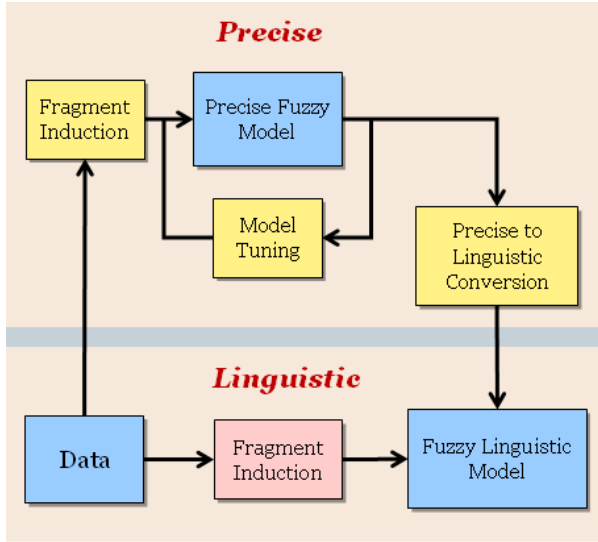 Precise
Fragment
Induction
Precise Fuzzy
Model
Model
Tuning
Precise to
Linguistic
Conversion
Linguistic
Data
Fragment
Induction
Fuzzy Linguistic
Model